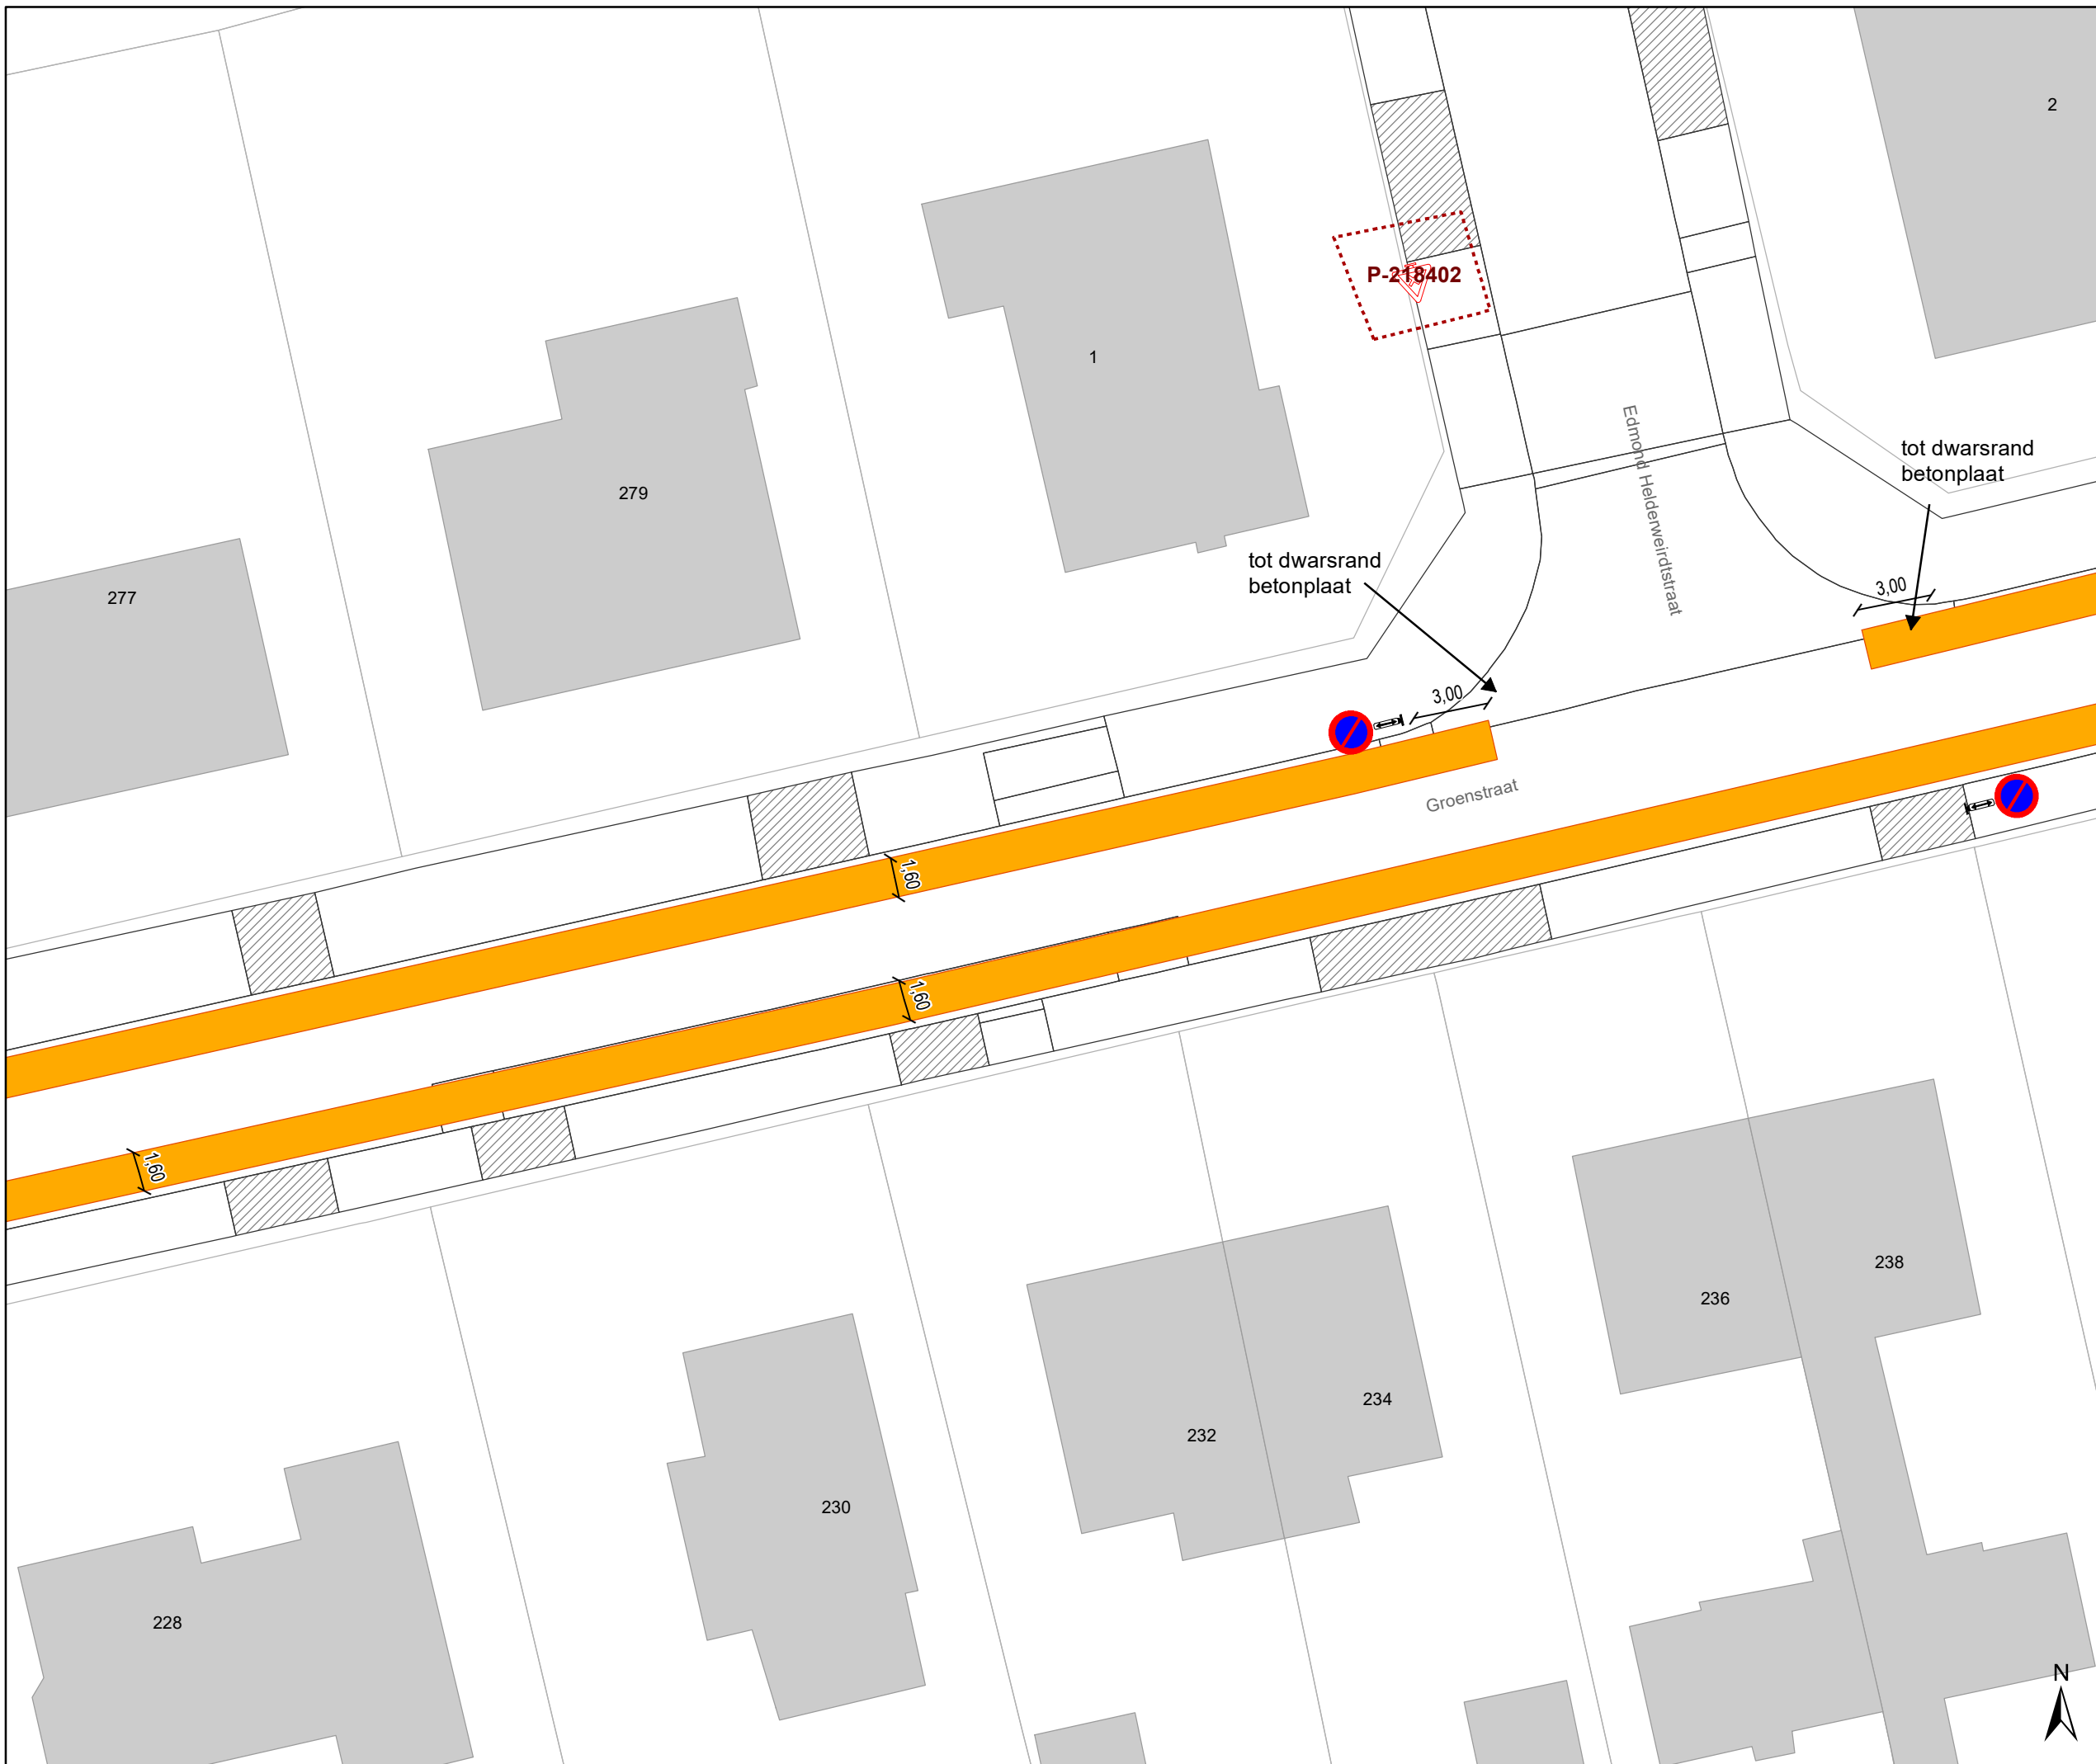 2
P-218402
1
Edmond Helderweirdtstraat
tot dwarsrand
betonplaat
279
tot dwarsrand
betonplaat
3,00
277
3,00
Groenstraat
1,60
1,60
1,60
238
236
234
232
230
228
N